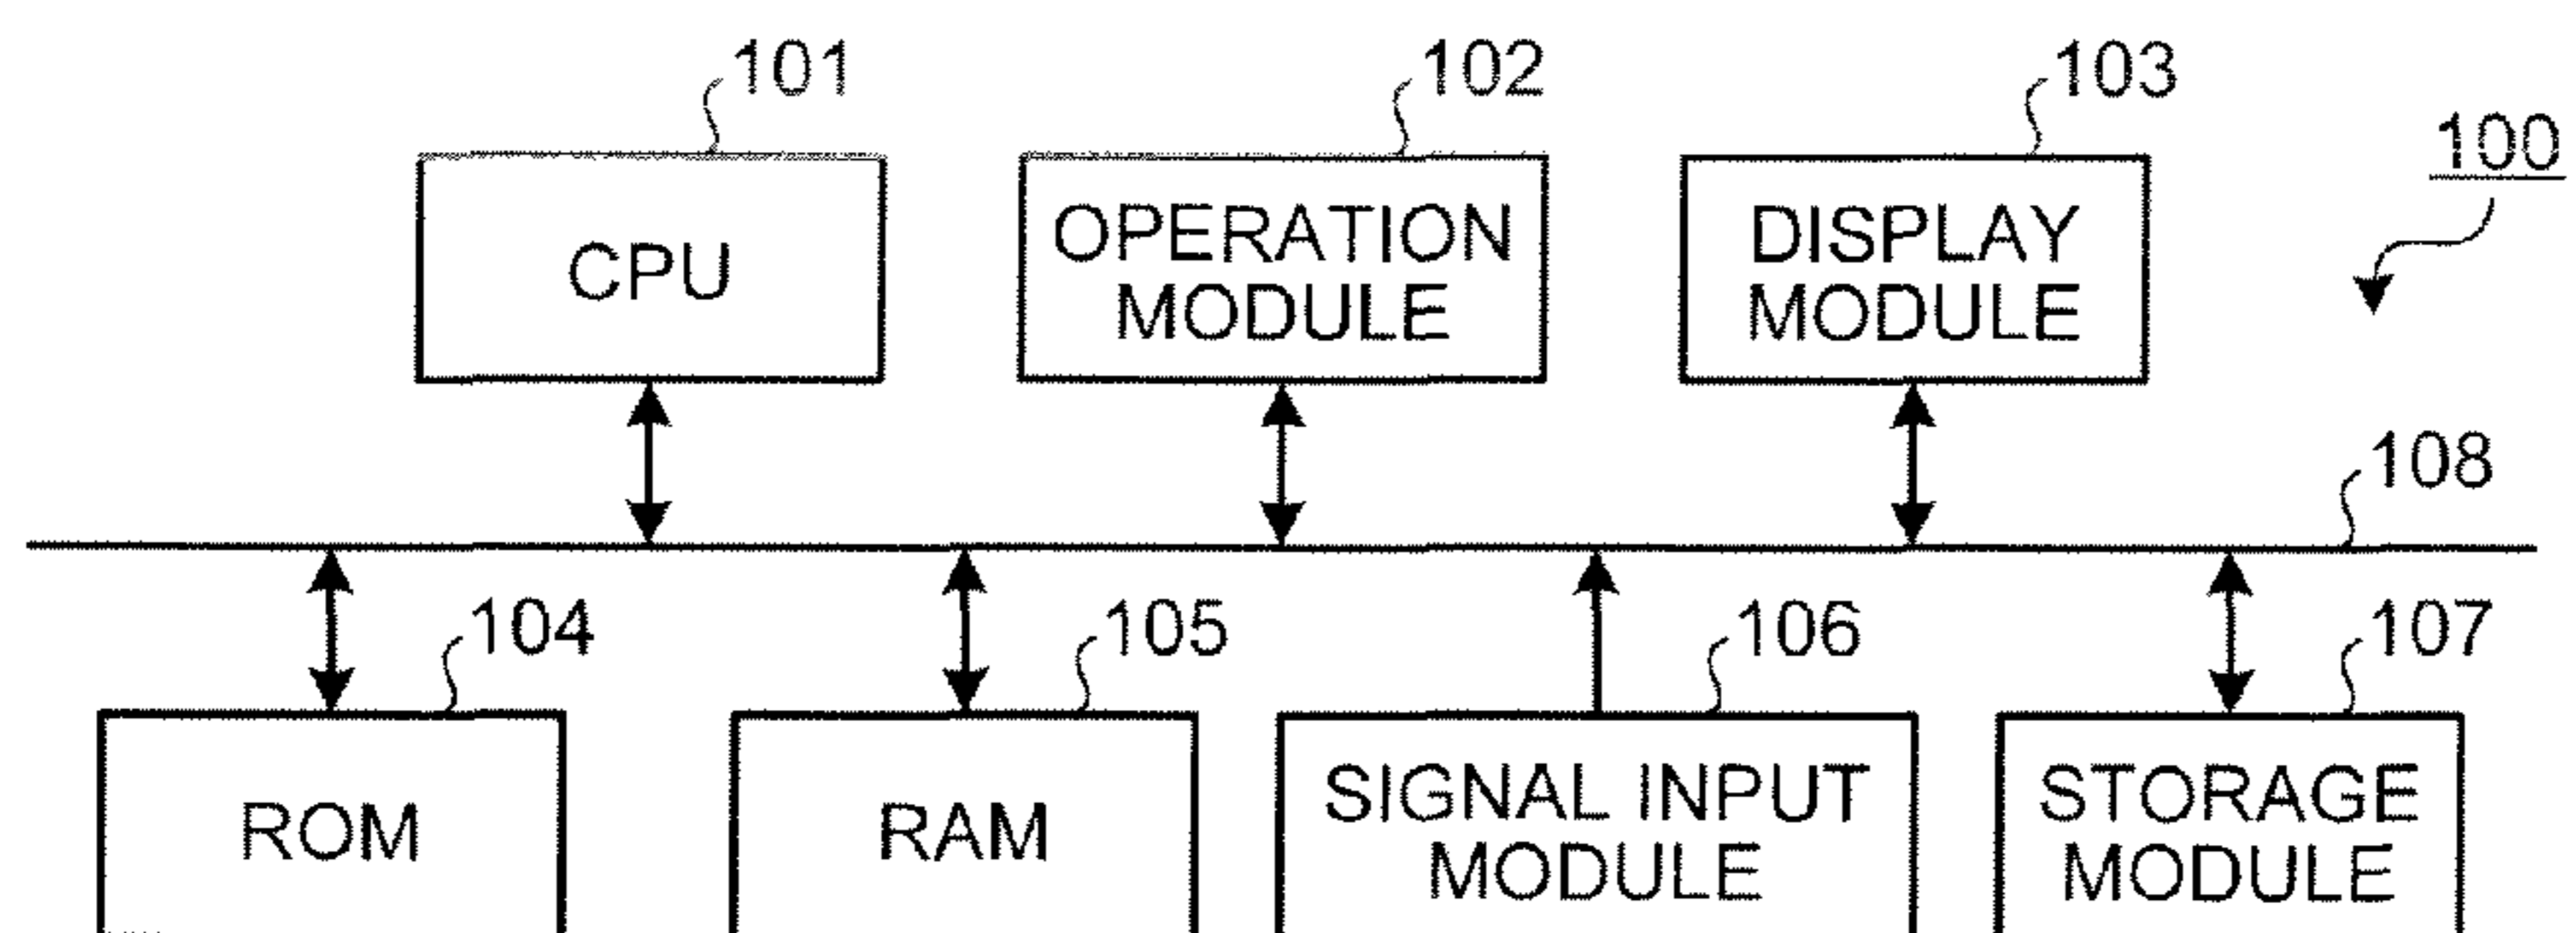 101
102
103
100
CPU
OPERATION
MODULE
DISPLAY
MODULE
108
104
105
106
107
ROM
RAM
SIGNAL INPUT
MODULE
STORAGE
MODULE